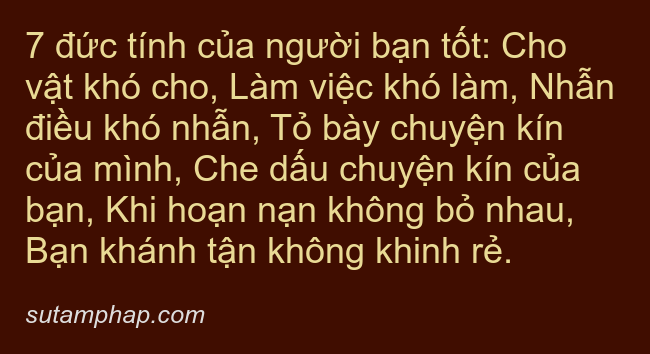 7 đức tính của người bạn tốt: Cho
vật khó cho, Làm việc khó làm, Nhẫn
điều khó nhẫn, Tỏ bày chuyện kín
của mình, Che dấu chuyện kín của
bạn, Khi hoạn nạn không bỏ nhau,
Bạn khánh tận không khinh rẻ.
sutamphap.com